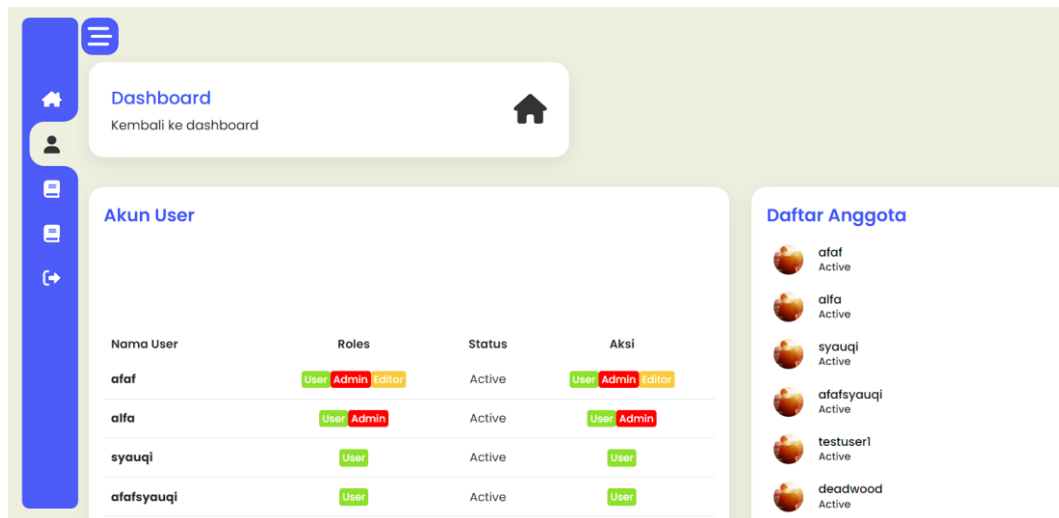 Dashboard
Kembali ke dashboard
Akun User
Nama User Roles Status Aksi
afaf User Admin Editor Active User Admin Editor
alfa User Admin Active User Admin
syauqi User Active User
afafsyauqi User Active User
Daftar Anggota
afaf
Active
alfa
Active
syauqi
Active
afafsyauqi
Active
testuser1
Active
deadwood
Active